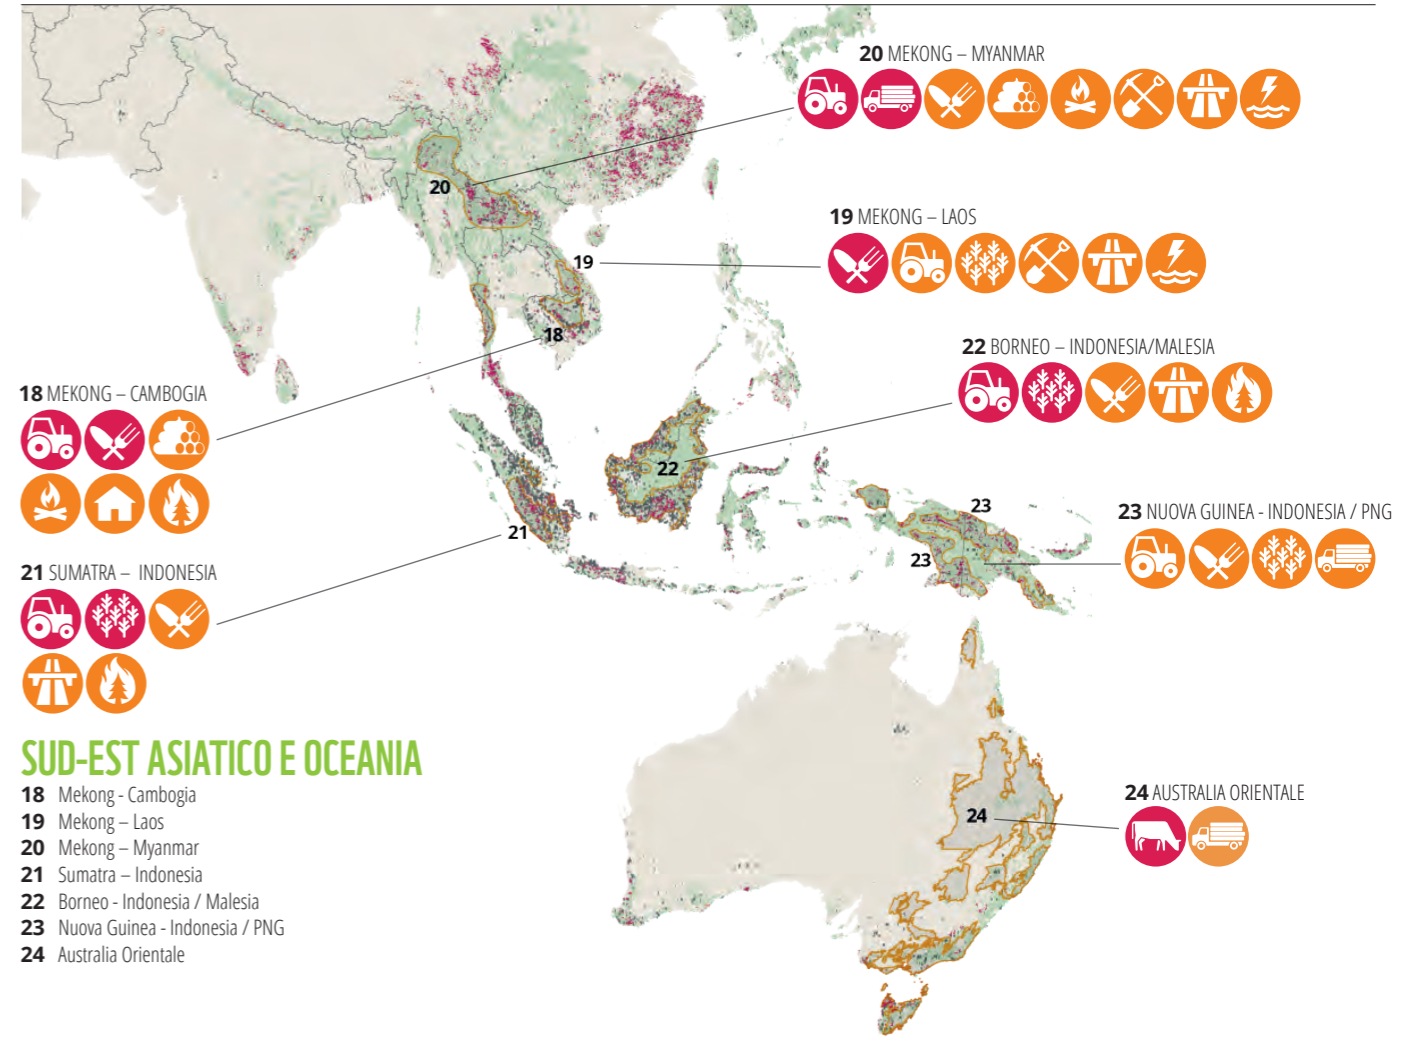 20 MEKONG – MYANMAR
20
19 MEKONG – LAOS
19
18
22 BORNEO – INDONESIA/MALESIA
18 MEKONG – CAMBOGIA
22
23
23 NUOVA GUINEA - INDONESIA / PNG
21
23
21 SUMATRA – INDONESIA
SUD-EST ASIATICO E OCEANIA
18 Mekong - Cambogia
19 Mekong – Laos
20 Mekong – Myanmar
21 Sumatra – Indonesia
22 Borneo - Indonesia / Malesia
23 Nuova Guinea - Indonesia / PNG
24 Australia Orientale
24 AUSTRALIA ORIENTALE
24